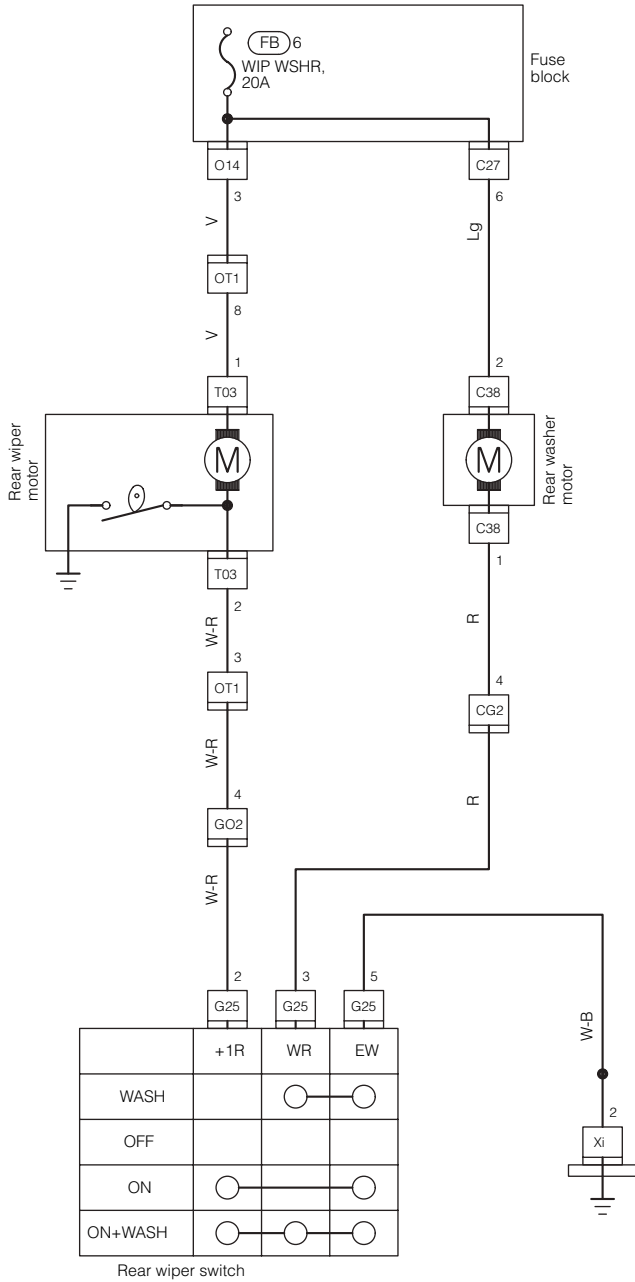 FB 6
WIP WSHR,
20A
Fuse
block
O14
C27
3
6
V
Lg
OT1
8
V
1
2
T03
C38
Rear wiper
motor
M
M
Rear washer
motor
C38
T03
1
2
W-R
R
3
OT1
4
CG2
W-R
R
4
GO2
W-R
2
3
5
G25
G25
G25
W-B
+1R
WR
EW
WASH
2
Xi
OFF
ON
ON+WASH
Rear wiper switch